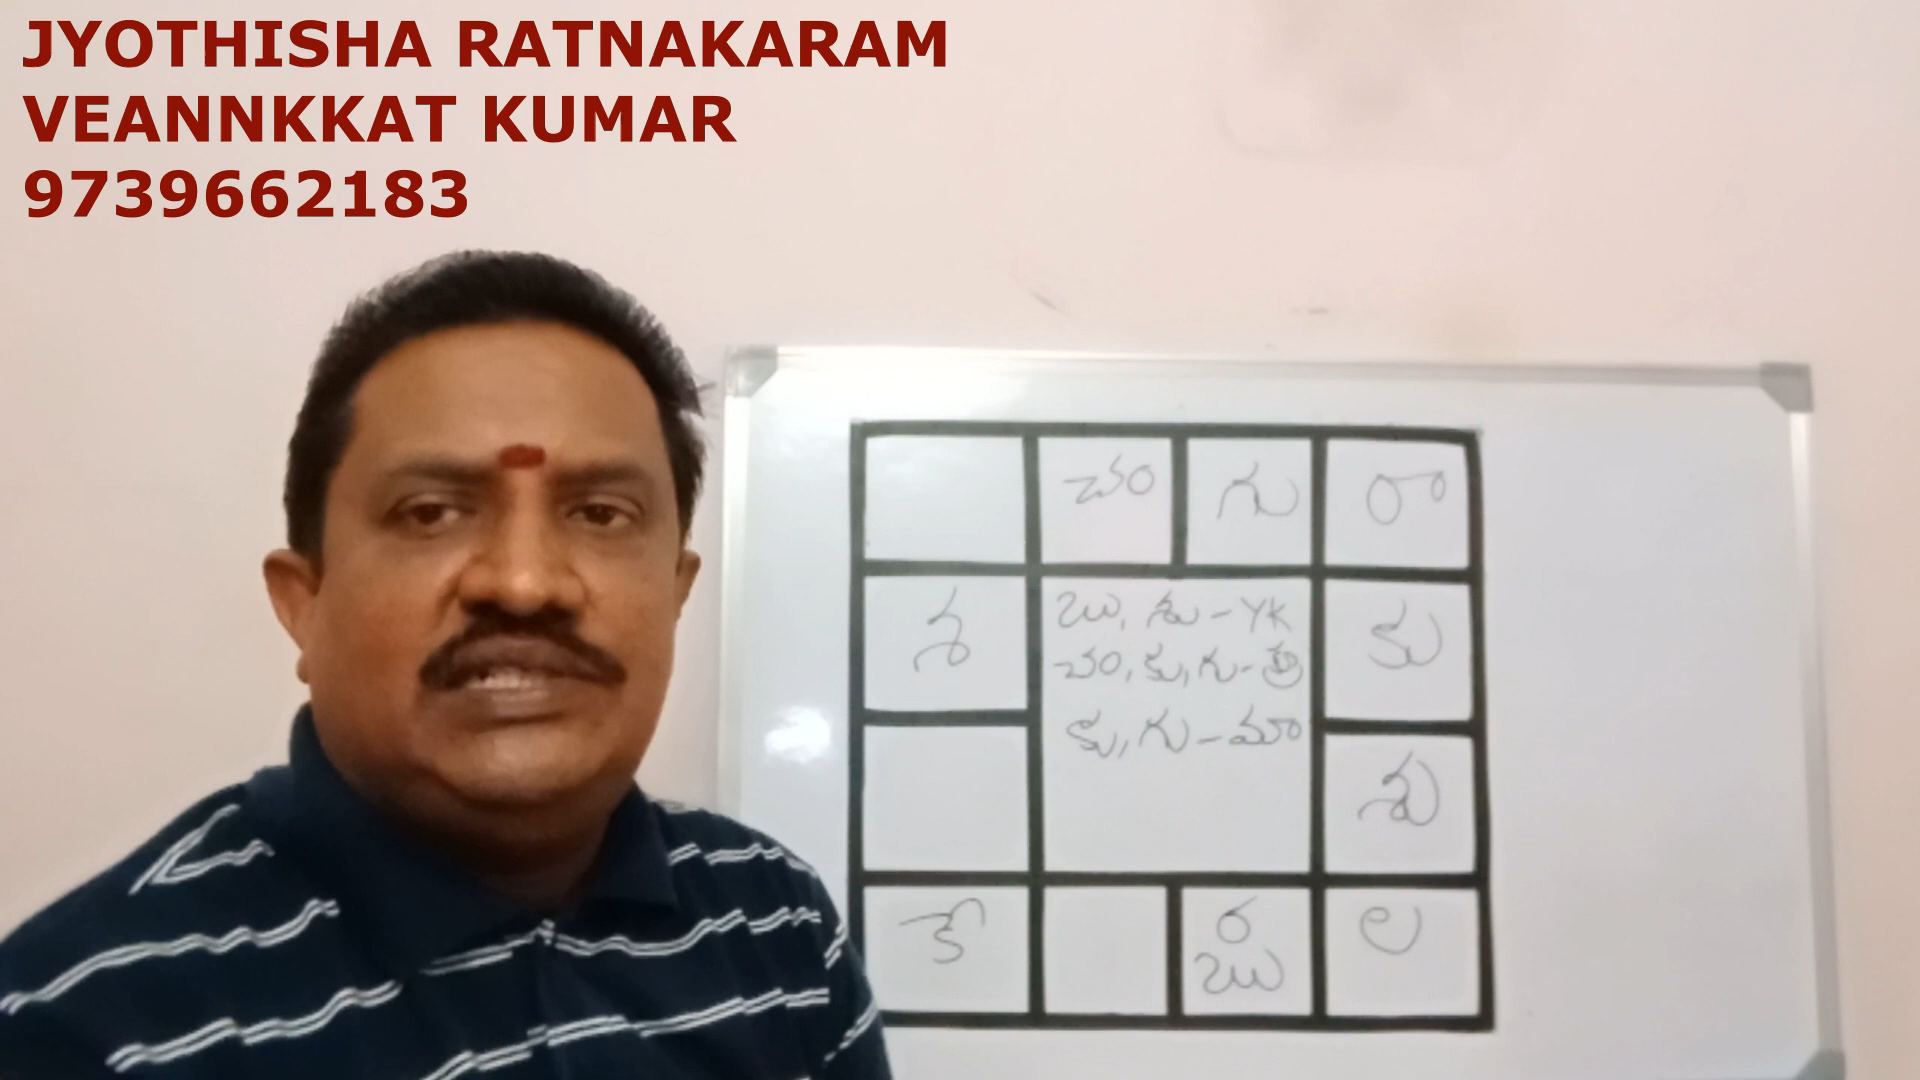 JYOTHISHA RATNAKARAM
VEANNKKAT KUMAR
9739662183
చం
గు
రా
శ
బు, శు - YK
చం, కు, గు - త్ర
కు, గు - మా
కు
శు
కే
ర
బు
ల